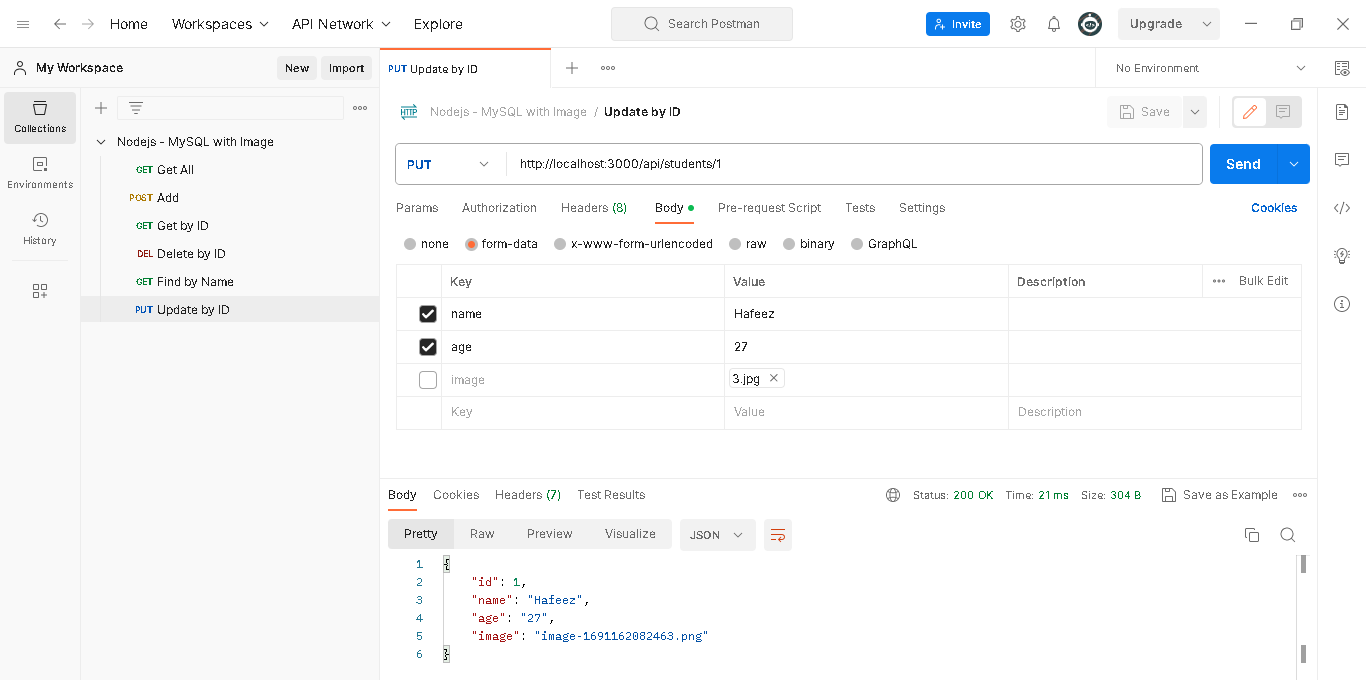 Home Workspaces API Network Explore Search Postman Invite Upgrade
My Workspace New Import PUT Update by ID No Environment
Collections
Environments
History
Nodejs - MySQL with Image
GET Get All
POST Add
GET Get by ID
DEL Delete by ID
GET Find by Name
PUT Update by ID
HTTP Nodejs - MySQL with Image / Update by ID Save
PUT http://localhost:3000/api/students/1 Send
Params Authorization Headers (8) Body Pre-request Script Tests Settings Cookies
none form-data x-www-form-urlencoded raw binary GraphQL
Key Value Description Bulk Edit
name Hafeez
age 27
image 3.jpg
Key Value Description
Body Cookies Headers (7) Test Results Status: 200 OK Time: 21 ms Size: 304 B Save as Example
Pretty Raw Preview Visualize JSON
1 {
2 "id": 1,
3 "name": "Hafeez",
4 "age": "27",
5 "image": "image-1691162082463.png"
6 }